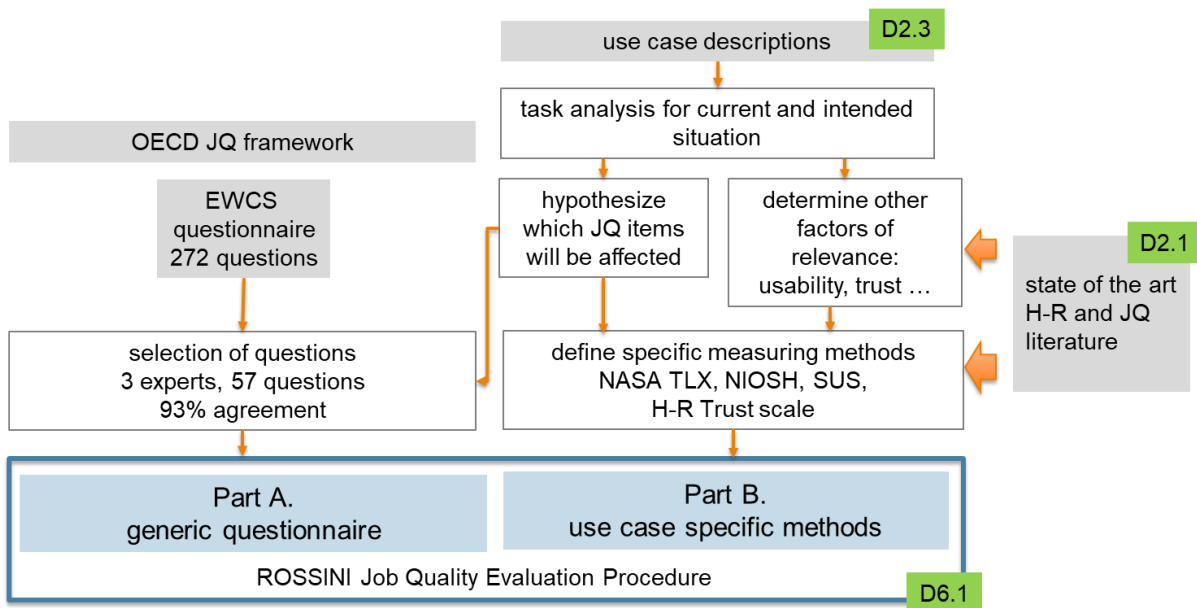 D2.3
use case descriptions
task analysis for current and intended
situation
OECD JQ framework
EWCS
questionnaire
272 questions
hypothesize
which JQ items
will be affected
determine other
factors of
relevance:
usability, trust ...
D2.1
state of the art
H-R and JQ
literature
selection of questions
3 experts, 57 questions
93% agreement
define specific measuring methods
NASA TLX, NIOSH, SUS,
H-R Trust scale
Part A.
generic questionnaire
Part B.
use case specific methods
ROSSINI Job Quality Evaluation Procedure
D6.1